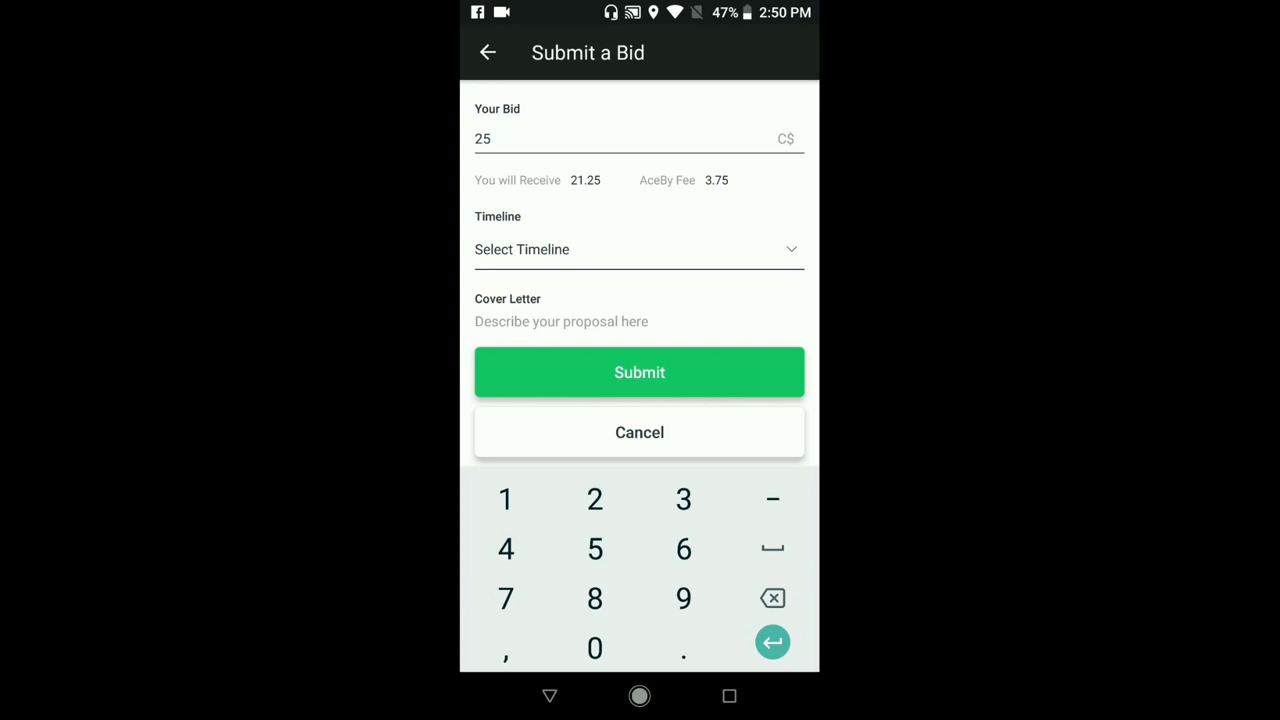 47% 2:50 PM
Submit a Bid
Your Bid
25 C$
You will Receive 21.25 AceBy Fee 3.75
Timeline
Select Timeline
Cover Letter
Describe your proposal here
Submit
Cancel
1 2 3 –
4 5 6
7 8 9
, 0 .